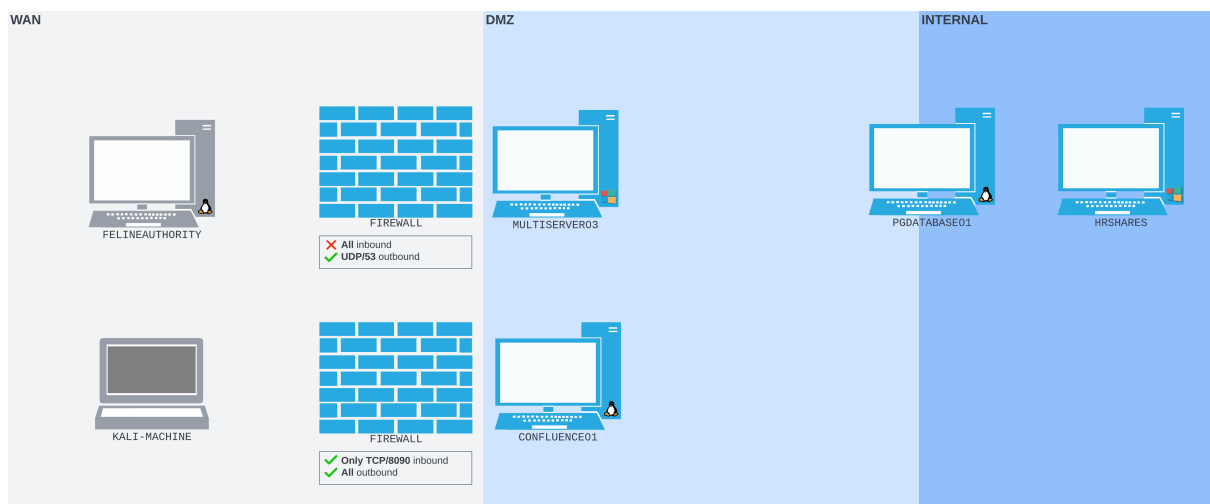 WAN
DMZ
INTERNAL
FELINEAUTHORITY
FIREWALL
All inbound
UDP/53 outbound
MULTISERVER03
PGDATABASE01
HRSHARES
KALI-MACHINE
FIREWALL
Only TCP/8090 inbound
All outbound
CONFLUENCE01